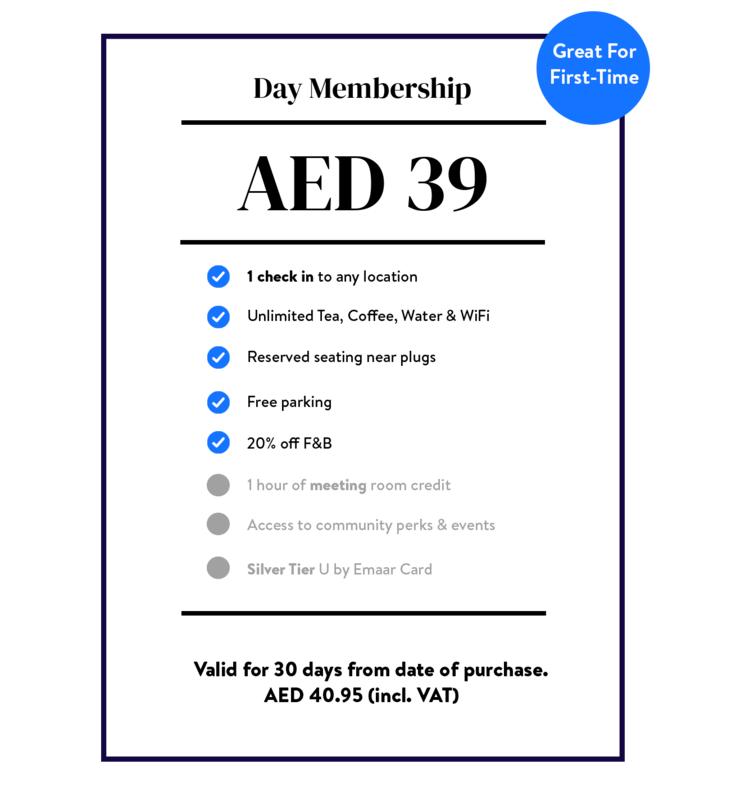 Great For
First-Time
Day Membership
AED 39
1 check in to any location
Unlimited Tea, Coffee, Water & WiFi
Reserved seating near plugs
Free parking
20% off F&B
1 hour of meeting room credit
Access to community perks & events
Silver Tier U by Emaar Card
Valid for 30 days from date of purchase.
AED 40.95 (incl. VAT)